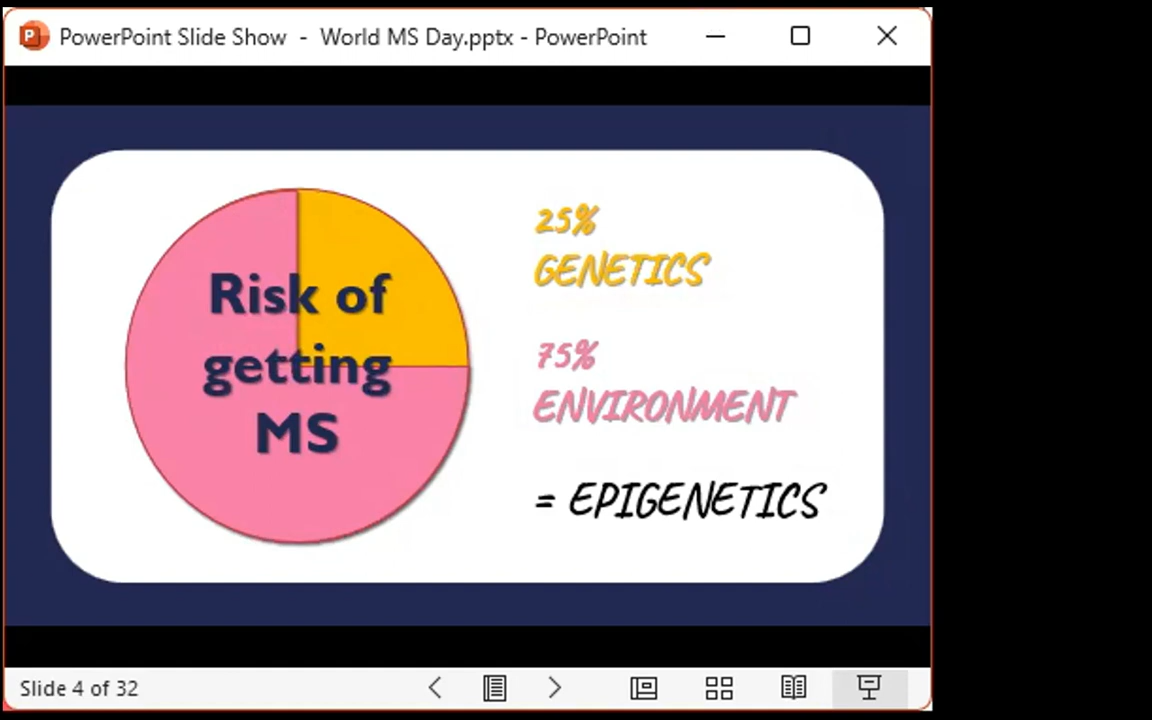 PowerPoint Slide Show - World MS Day.pptx - PowerPoint
Risk of
getting
MS
25%
GENETICS
75%
ENVIRONMENT
= EPIGENETICS
Slide 4 of 32